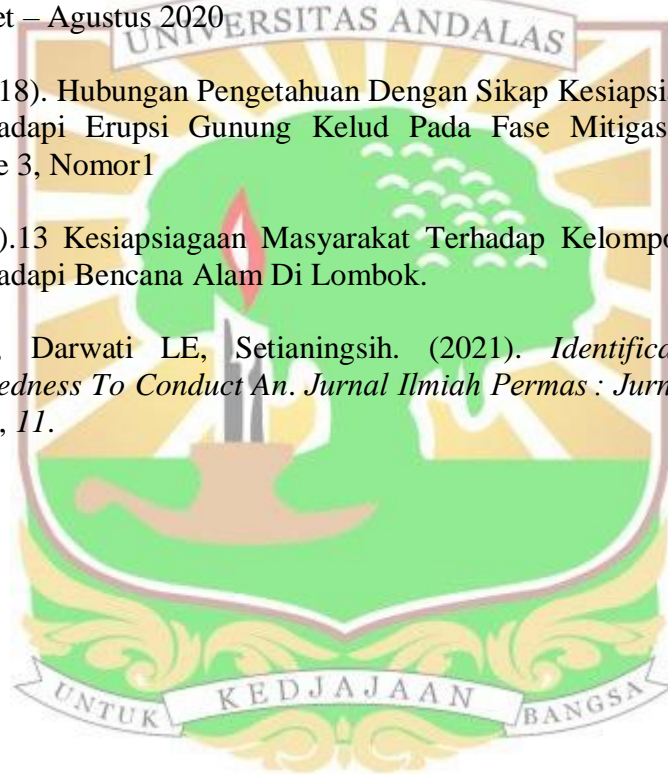 et – Agustus 2020
UNIVERSITAS ANDALAS
18). Hubungan Pengetahuan Dengan Sikap Kesiapsi
adapi Erupsi Gunung Kelud Pada Fase Mitigas
e 3, Nomor1
).13 Kesiapsiagaan Masyarakat Terhadap Kelompo
adapi Bencana Alam Di Lombok.
, Darwati LE, Setianingsih. (2021). Identifica
edness To Conduct An. Jurnal Ilmiah Permas : Jurn
, 11.
UNTUK KEDJAJAAN BANGSA